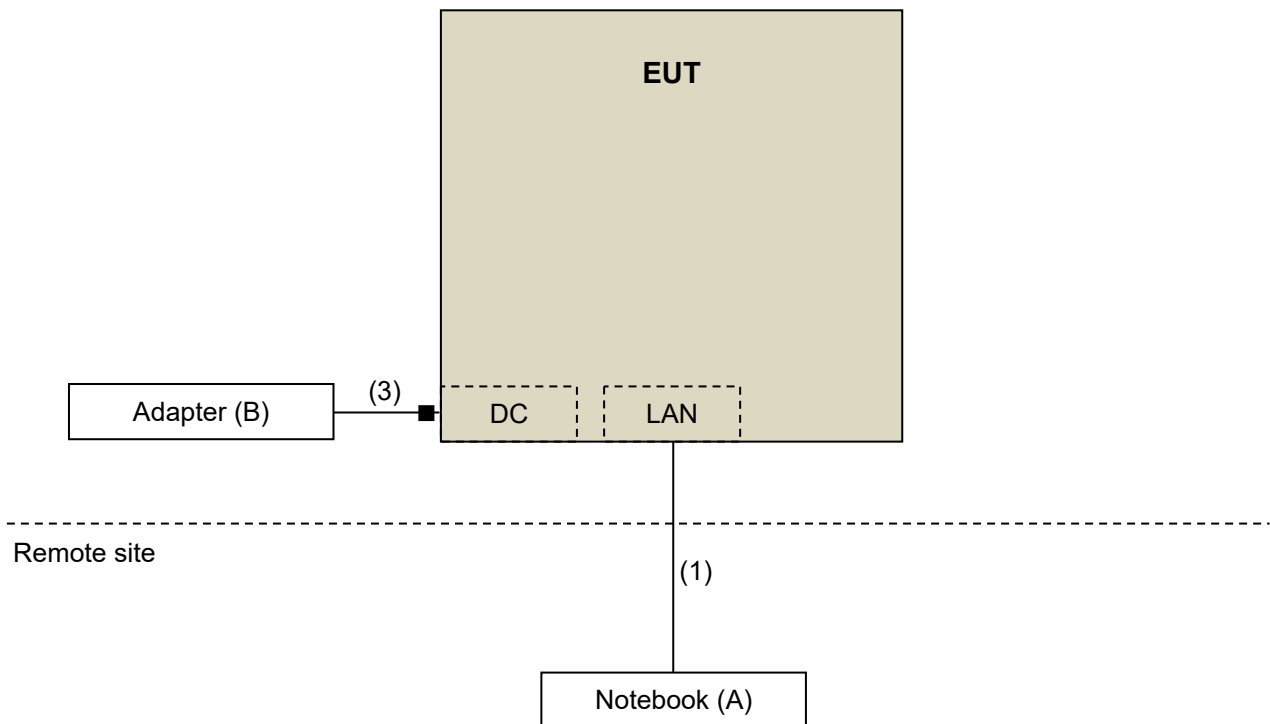 EUT
(3)
Adapter (B)
DC
LAN
Remote site
(1)
Notebook (A)